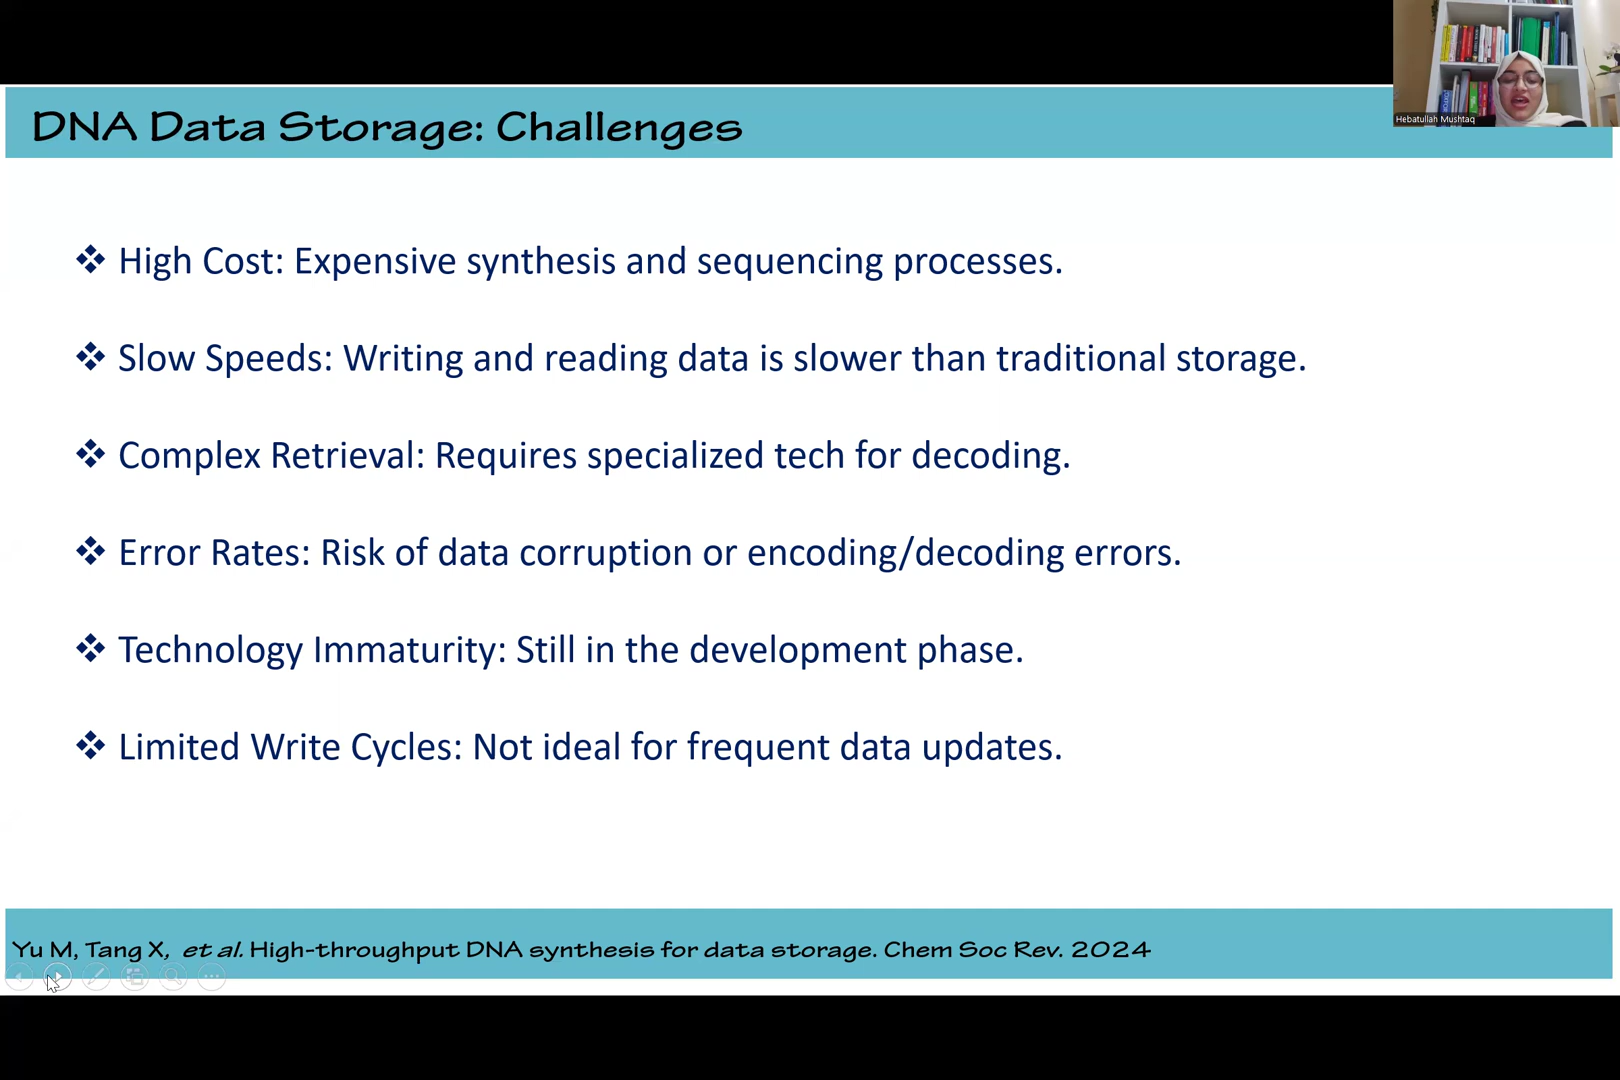 Hebatullah Mushtaq
DNA Data Storage: Challenges
❖ High Cost: Expensive synthesis and sequencing processes.
❖ Slow Speeds: Writing and reading data is slower than traditional storage.
❖ Complex Retrieval: Requires specialized tech for decoding.
❖ Error Rates: Risk of data corruption or encoding/decoding errors.
❖ Technology Immaturity: Still in the development phase.
❖ Limited Write Cycles: Not ideal for frequent data updates.
Yu M, Tang X, et al. High-throughput DNA synthesis for data storage. Chem Soc Rev. 2024